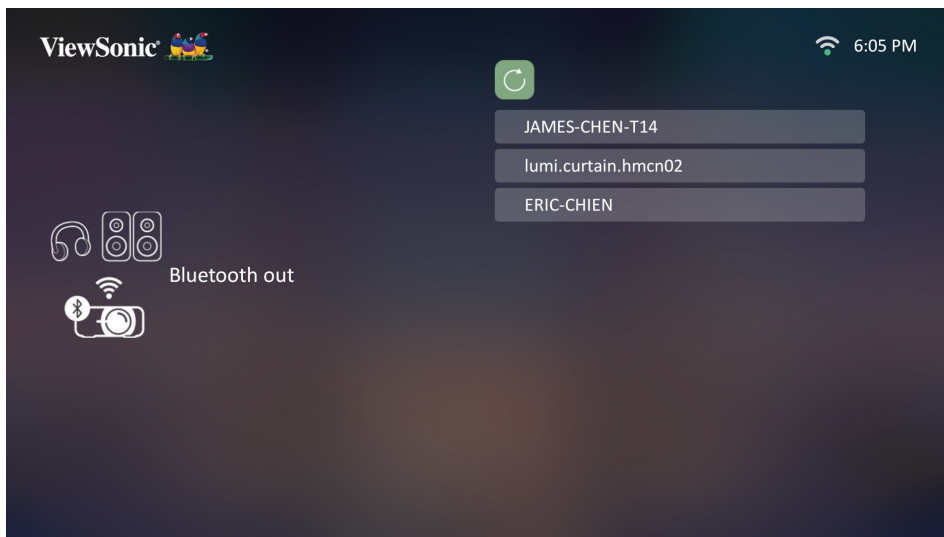 ViewSonic
6:05 PM
JAMES-CHEN-T14
lumi.curtain.hmcn02
ERIC-CHIEN
Bluetooth out